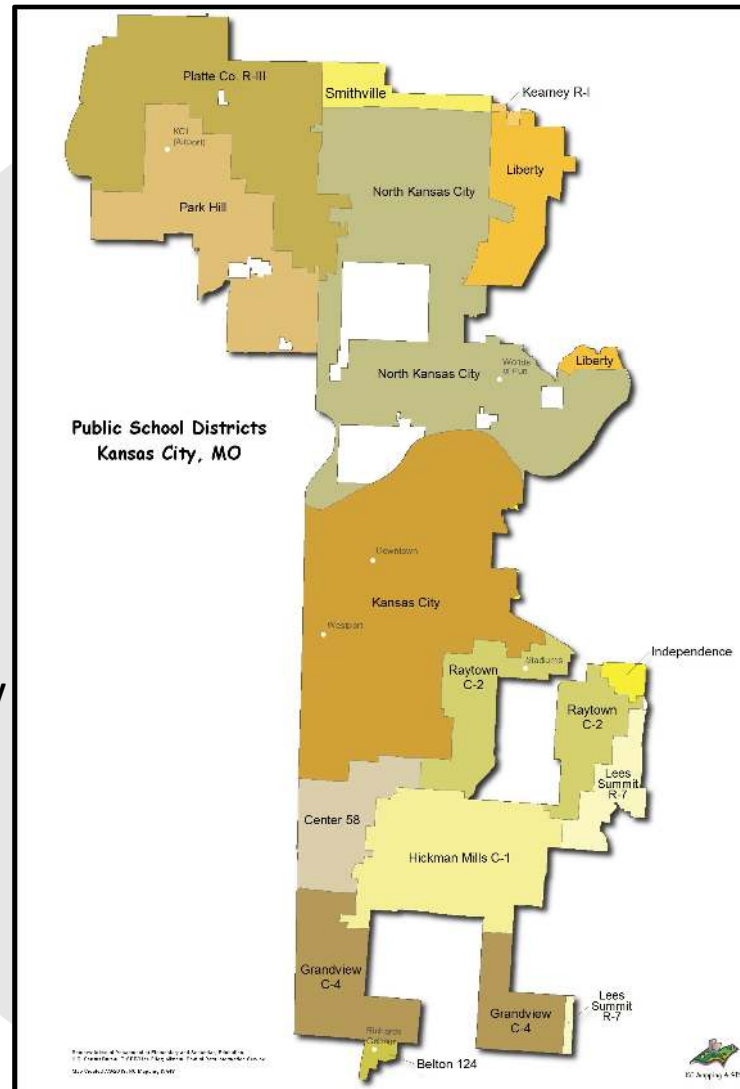 Platte Co. R-III
Smithville
Kearney R-I
KCI
(Airport)
Liberty
North Kansas City
Park Hill
North Kansas City
Worlds
of Fun
Liberty
Public School Districts
Kansas City, MO
Downtown
Kansas City
Westport
Stadiums
Independence
Raytown
C-2
Raytown
C-2
Lees
Summit
R-7
Center 58
Hickman Mills C-1
Grandview
C-4
Lees
Summit
R-7
Grandview
C-4
Belton 124